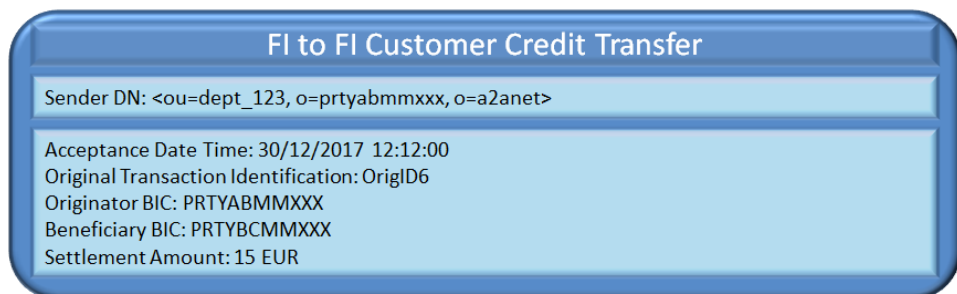 FI to FI Customer Credit Transfer
Sender DN: <ou=dept_123, o=prtyabmmxxx, o=a2anet>
Acceptance Date Time: 30/12/2017 12:12:00
Original Transaction Identification: OrigID6
Originator BIC: PRTYABMMXXX
Beneficiary BIC: PRTYBCMMXXX
Settlement Amount: 15 EUR